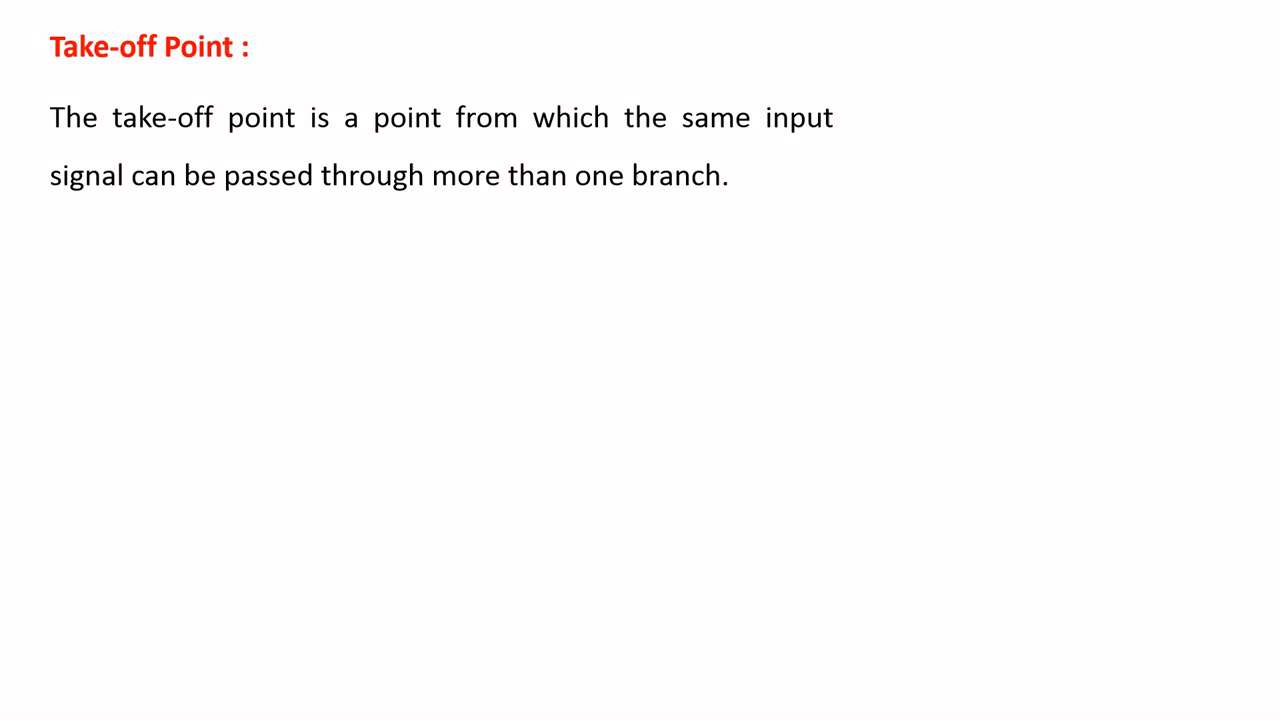 Take-off Point :
The take-off point is a point from which the same input
signal can be passed through more than one branch.